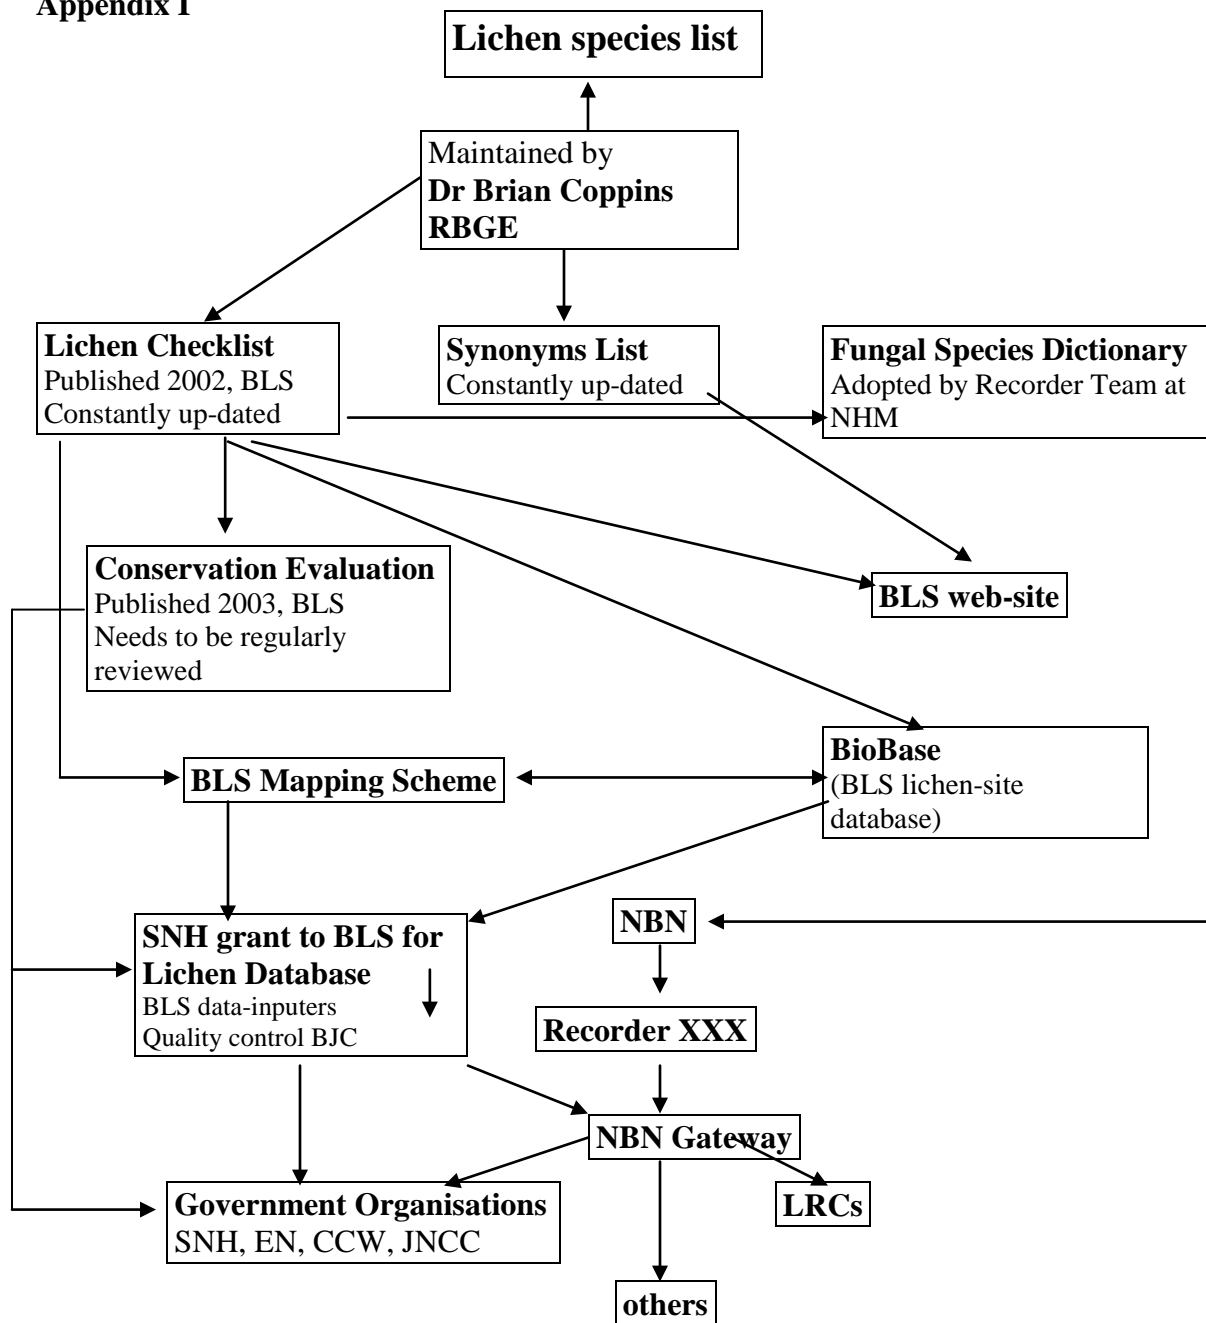 Appendix 1
Lichen species list
Maintained by
Dr Brian Coppins
RBGE
Lichen Checklist
Published 2002, BLS
Constantly up-dated
Synonyms List
Constantly up-dated
Fungal Species Dictionary
Adopted by Recorder Team at
NHM
Conservation Evaluation
Published 2003, BLS
Needs to be regularly
reviewed
BLS web-site
BLS Mapping Scheme
BioBase
(BLS lichen-site
database)
SNH grant to BLS for
Lichen Database
BLS data-inputers
Quality control BJC
NBN
Recorder XXX
NBN Gateway
Government Organisations
SNH, EN, CCW, JNCC
LRCs
others